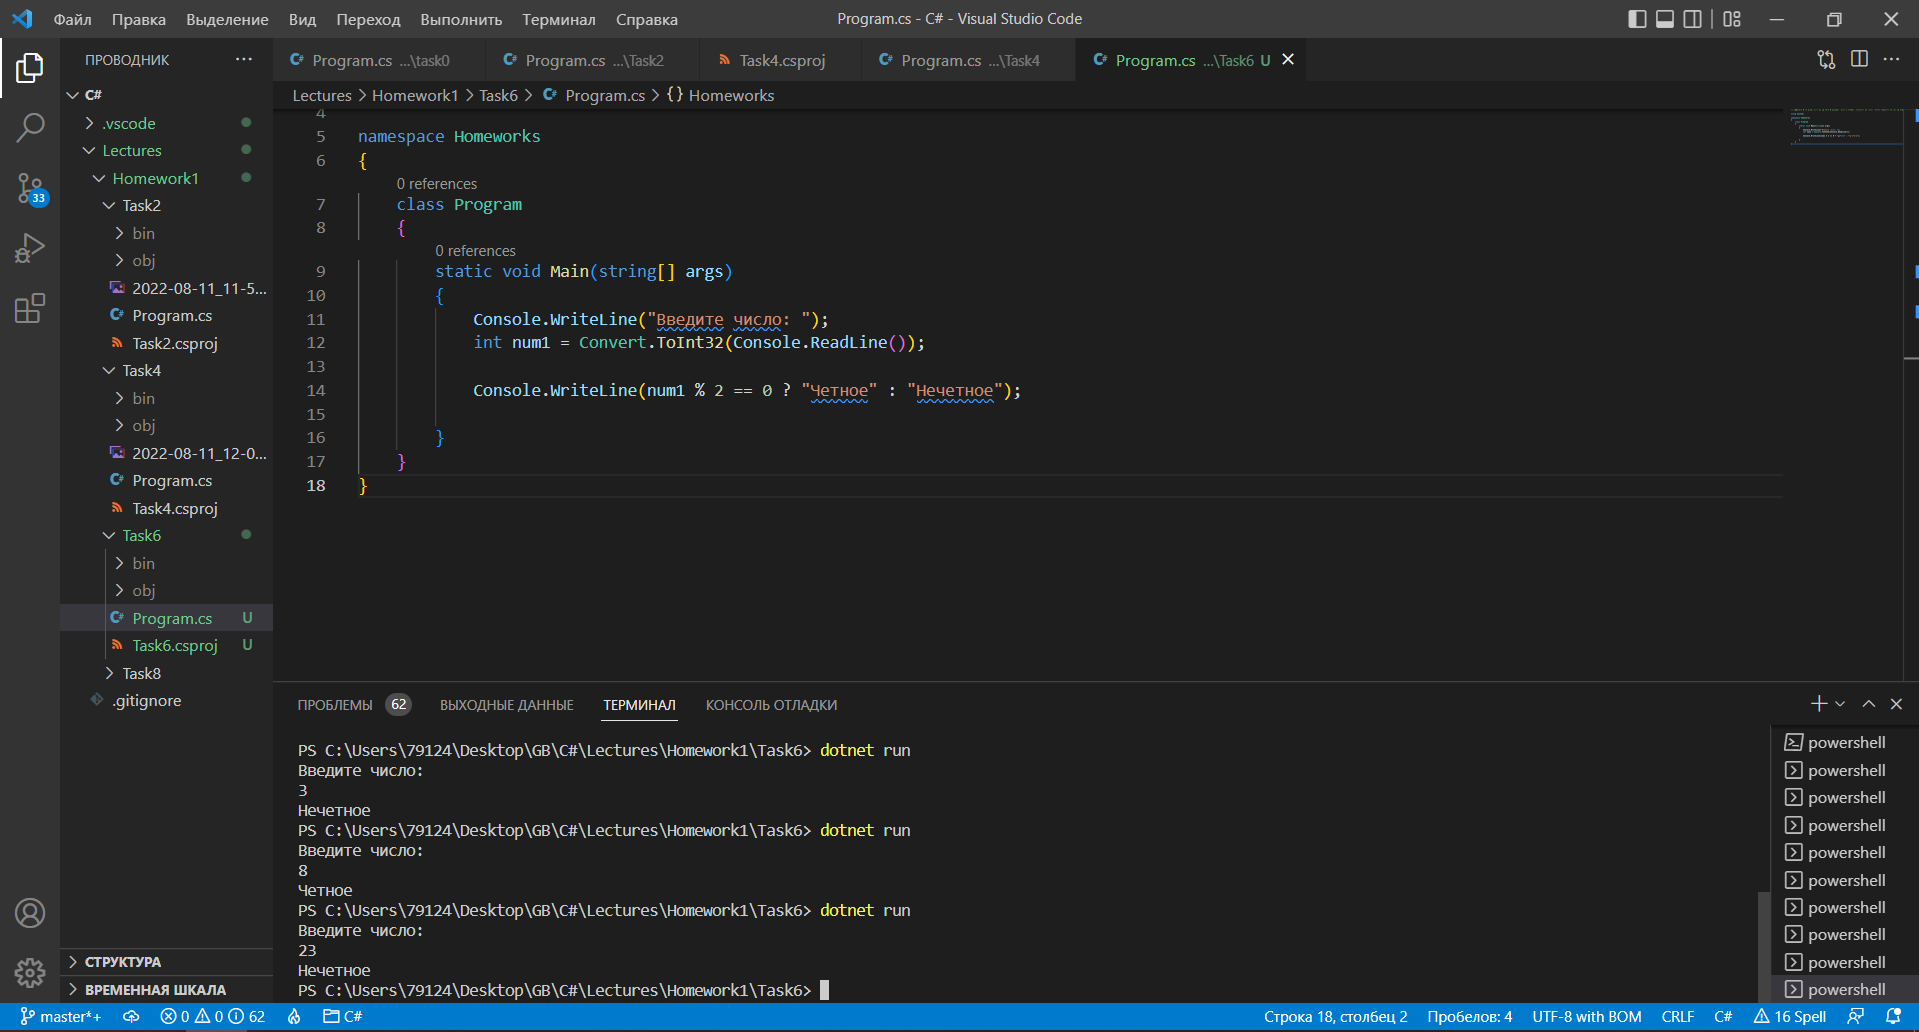 Файл Правка Выделение Вид Переход Выполнить Терминал Справка
Program.cs - C# - Visual Studio Code
ПРОВОДНИК
C#
.vscode
Lectures
Homework1
Task2
bin
obj
2022-08-11_11-5...
Program.cs
Task2.csproj
Task4
bin
obj
2022-08-11_12-0...
Program.cs
Task4.csproj
Task6
bin
obj
Program.cs U
Task6.csproj U
Task8
.gitignore
СТРУКТУРА
ВРЕМЕННАЯ ШКАЛА
33
Program.cs ...\task0
Program.cs ...\Task2
Task4.csproj
Program.cs ...\Task4
Program.cs ...\Task6 U
Lectures > Homework1 > Task6 > Program.cs > {} Homeworks
4
5 namespace Homeworks
6 {
0 references
7 class Program
8 {
0 references
9 static void Main(string[] args)
10 {
11 Console.WriteLine("Введите число: ");
12 int num1 = Convert.ToInt32(Console.ReadLine());
13
14 Console.WriteLine(num1 % 2 == 0 ? "Четное" : "Нечетное");
15
16 }
17 }
18 }
ПРОБЛЕМЫ 62 ВЫХОДНЫЕ ДАННЫЕ ТЕРМИНАЛ КОНСОЛЬ ОТЛАДКИ
PS C:\Users\79124\Desktop\GB\C#\Lectures\Homework1\Task6> dotnet run
Введите число:
3
Нечетное
PS C:\Users\79124\Desktop\GB\C#\Lectures\Homework1\Task6> dotnet run
Введите число:
8
Четное
PS C:\Users\79124\Desktop\GB\C#\Lectures\Homework1\Task6> dotnet run
Введите число:
23
Нечетное
PS C:\Users\79124\Desktop\GB\C#\Lectures\Homework1\Task6>
powershell
powershell
powershell
powershell
powershell
powershell
powershell
powershell
powershell
powershell
master*+ 0 0 62 C#
Строка 18, столбец 2 Пробелов: 4 UTF-8 with BOM CRLF C# 16 Spell